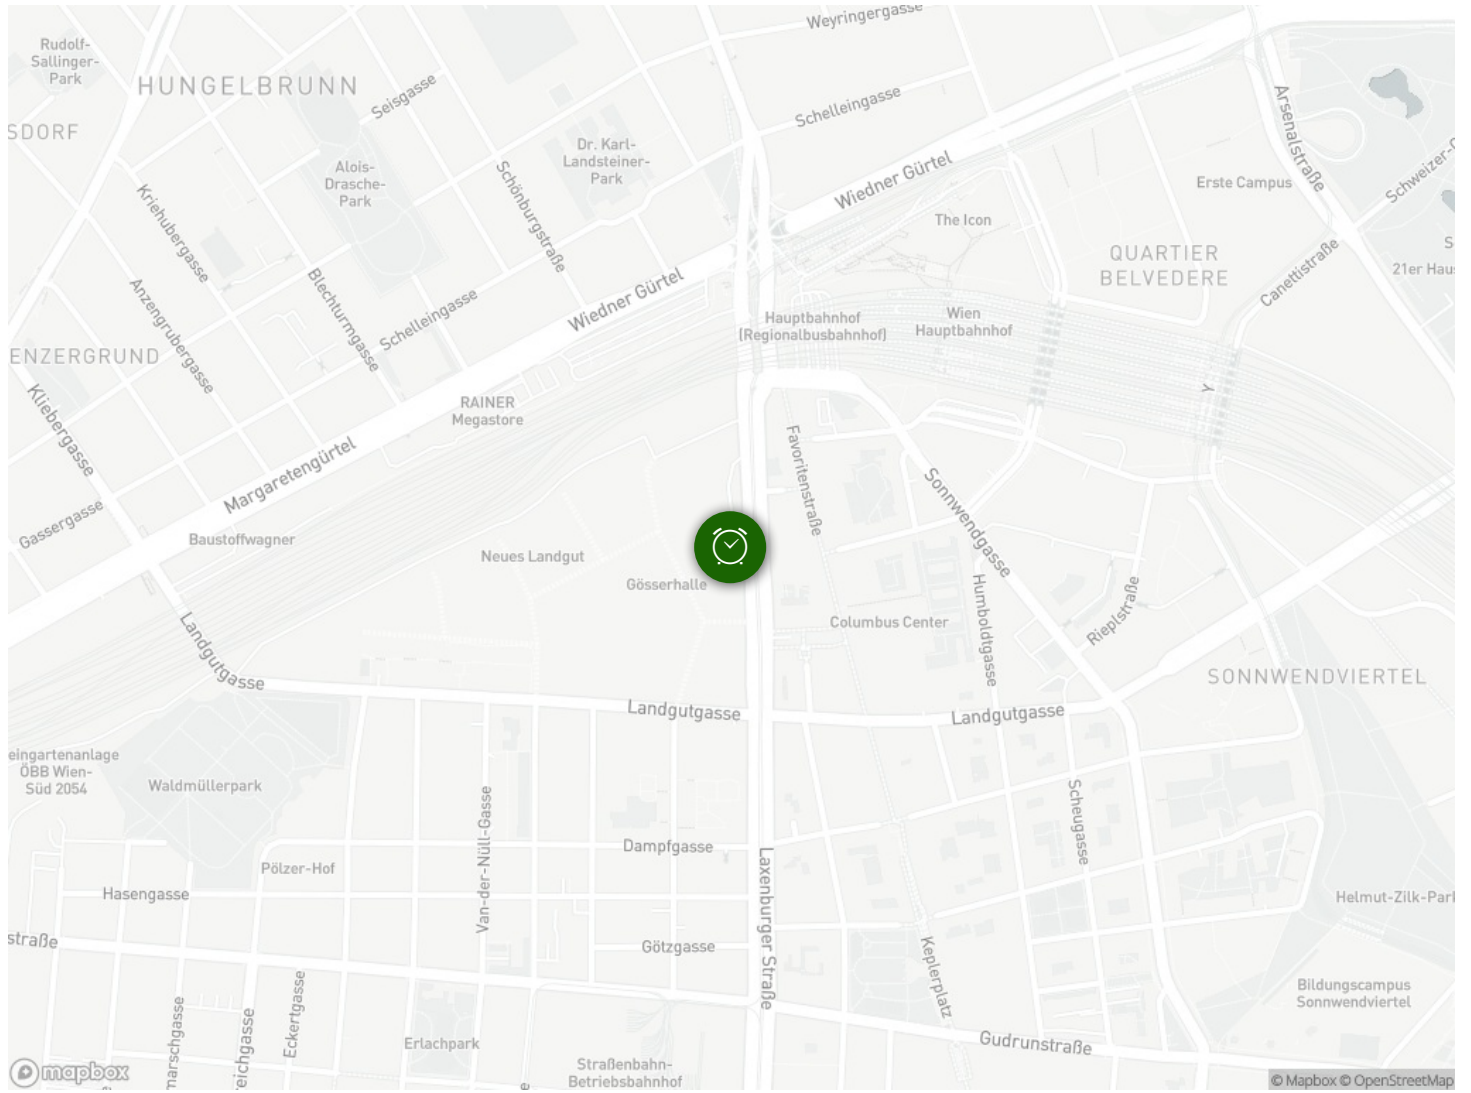 Weyringergasse
Rudolf-
Sallinger-
Park
HUNGELBRUNN
Seisgasse
Schelleingasse
Arsenalstraße
SDORF
Dr. Karl-
Landsteiner-
Park
Alois-
Drasche-
Park
Schönburgstraße
Wiedner Gürtel
Erste Campus
Schweizer-G
Kriehubergasse
The Icon
QUARTIER
BELVEDERE
S
21er Haus
Canettistraße
Anzengrubergasse
Blechturmgasse
Schelleingasse
Wiedner Gürtel
Hauptbahnhof
(Regionalbusbahnhof)
Wien
Hauptbahnhof
ENZERGRUND
Kliebergasse
RAINER
Megastore
Y
Margaretengürtel
Favoritenstraße
Sonnwendgasse
Gassergasse
Baustoffwagner
Neues Landgut
Gösserhalle
Columbus Center
Humboldtgasse
Rieplstraße
Landgutgasse
SONNWENDVIERTEL
Landgutgasse
Landgutgasse
eingartenanlage
ÖBB Wien-
Süd 2054
Waldmüllerpark
Van-der-Nüll-Gasse
Scheugasse
Dampfgasse
Pölzer-Hof
Laxenburger Straße
Hasengasse
Helmut-Zilk-Park
straße
Götzgasse
Keplerplatz
Bildungscampus
Sonnwendviertel
marschgasse
eichgasse
Eckertgasse
Erlachpark
Gudrunstraße
Straßenbahn-
Betriebsbahnhof
e
mapbox
© Mapbox © OpenStreetMap